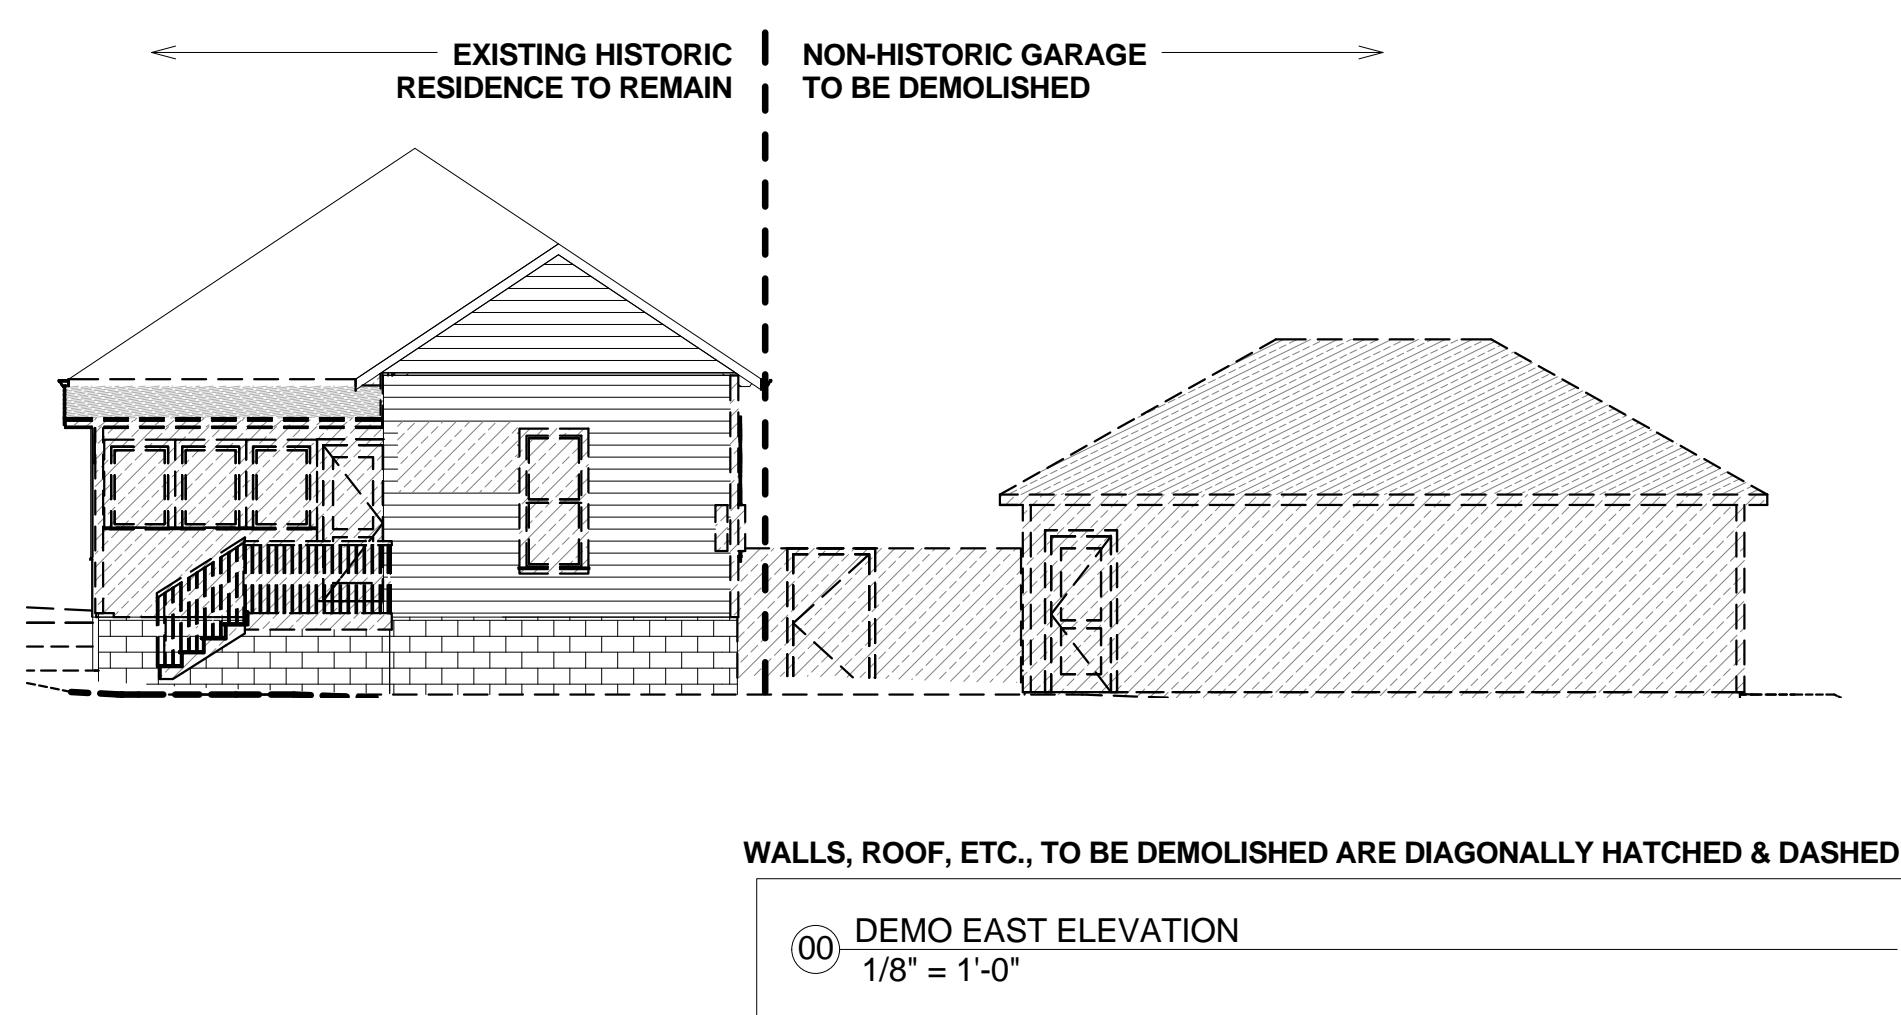 EXISTING HISTORIC
RESIDENCE TO REMAIN
NON-HISTORIC GARAGE
TO BE DEMOLISHED
WALLS, ROOF, ETC., TO BE DEMOLISHED ARE DIAGONALLY HATCHED & DASHED
00
DEMO EAST ELEVATION
1/8" = 1'-0"